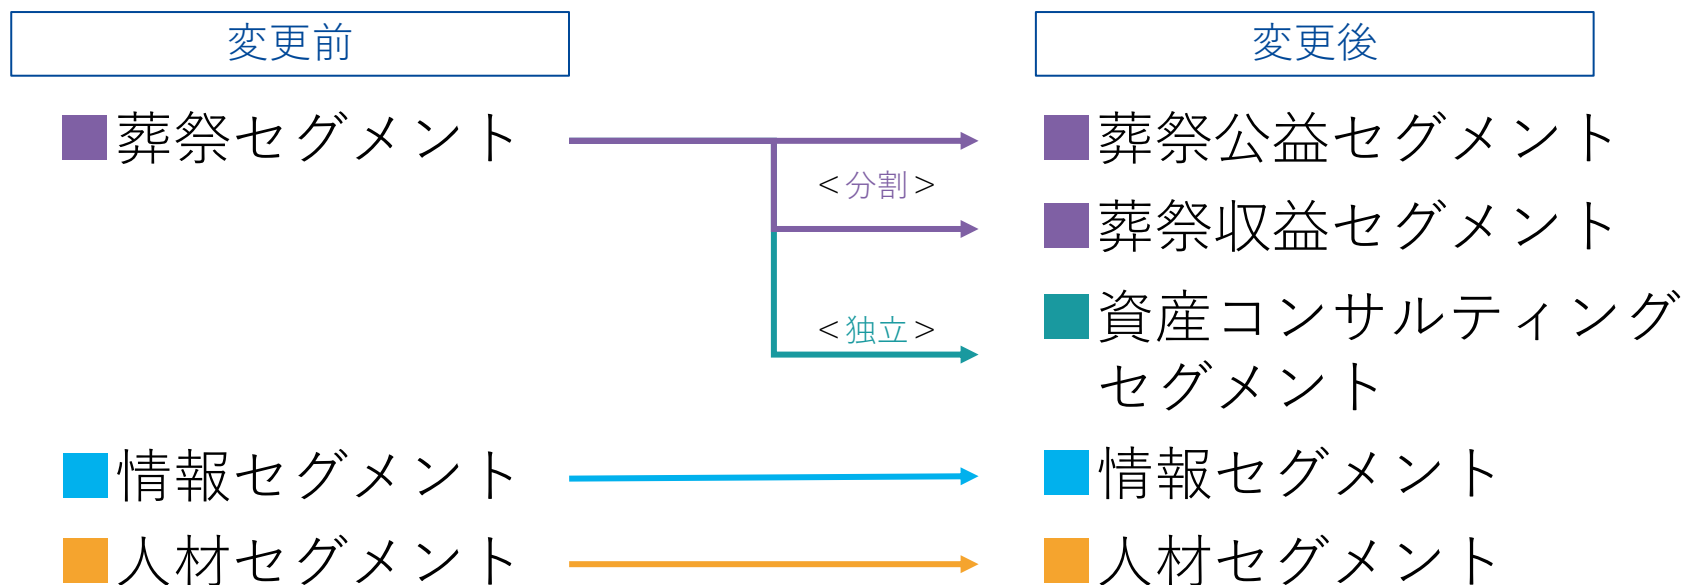 変更前
変更後
葬祭セグメント
葬祭公益セグメント
<分割>
葬祭収益セグメント
<独立>
資産コンサルティング
セグメント
情報セグメント
情報セグメント
人材セグメント
人材セグメント